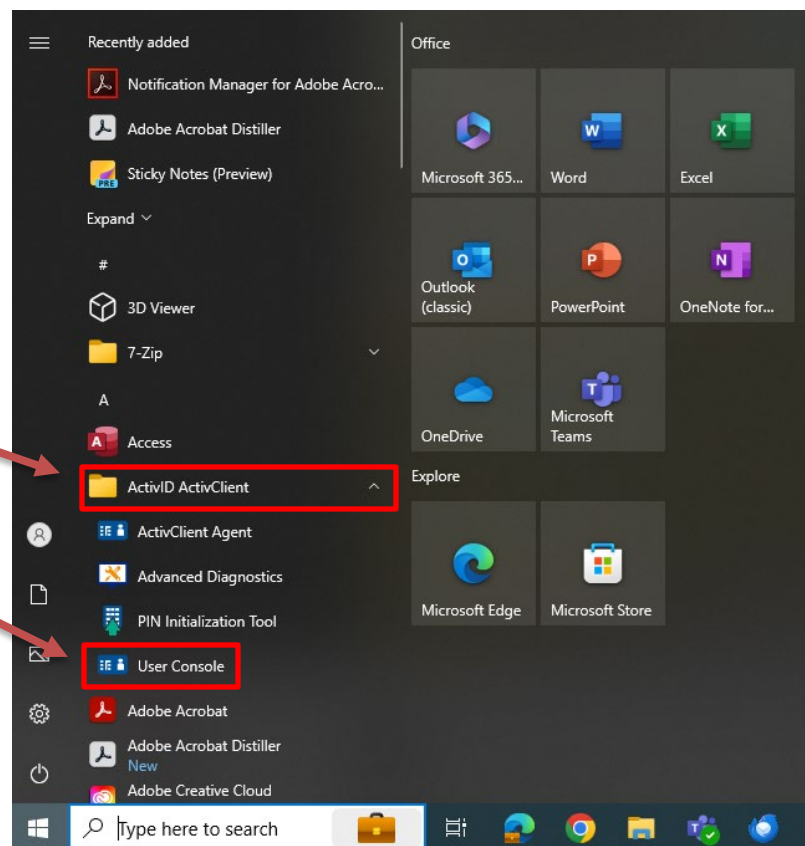 Recently added
Notification Manager for Adobe Acro...
Adobe Acrobat Distiller
PRE
Sticky Notes (Preview)
Expand
#
3D Viewer
7-Zip
A
A
Access
ActivID ActivClient
ActivClient Agent
Advanced Diagnostics
PIN Initialization Tool
User Console
Adobe Acrobat
Adobe Acrobat Distiller
New
Adobe Creative Cloud
Office
Microsoft 365...
W
Word
X
Excel
O
Outlook
(classic)
P
PowerPoint
N
OneNote for...
OneDrive
T
Microsoft
Teams
Explore
Microsoft Edge
Microsoft Store
Type here to search